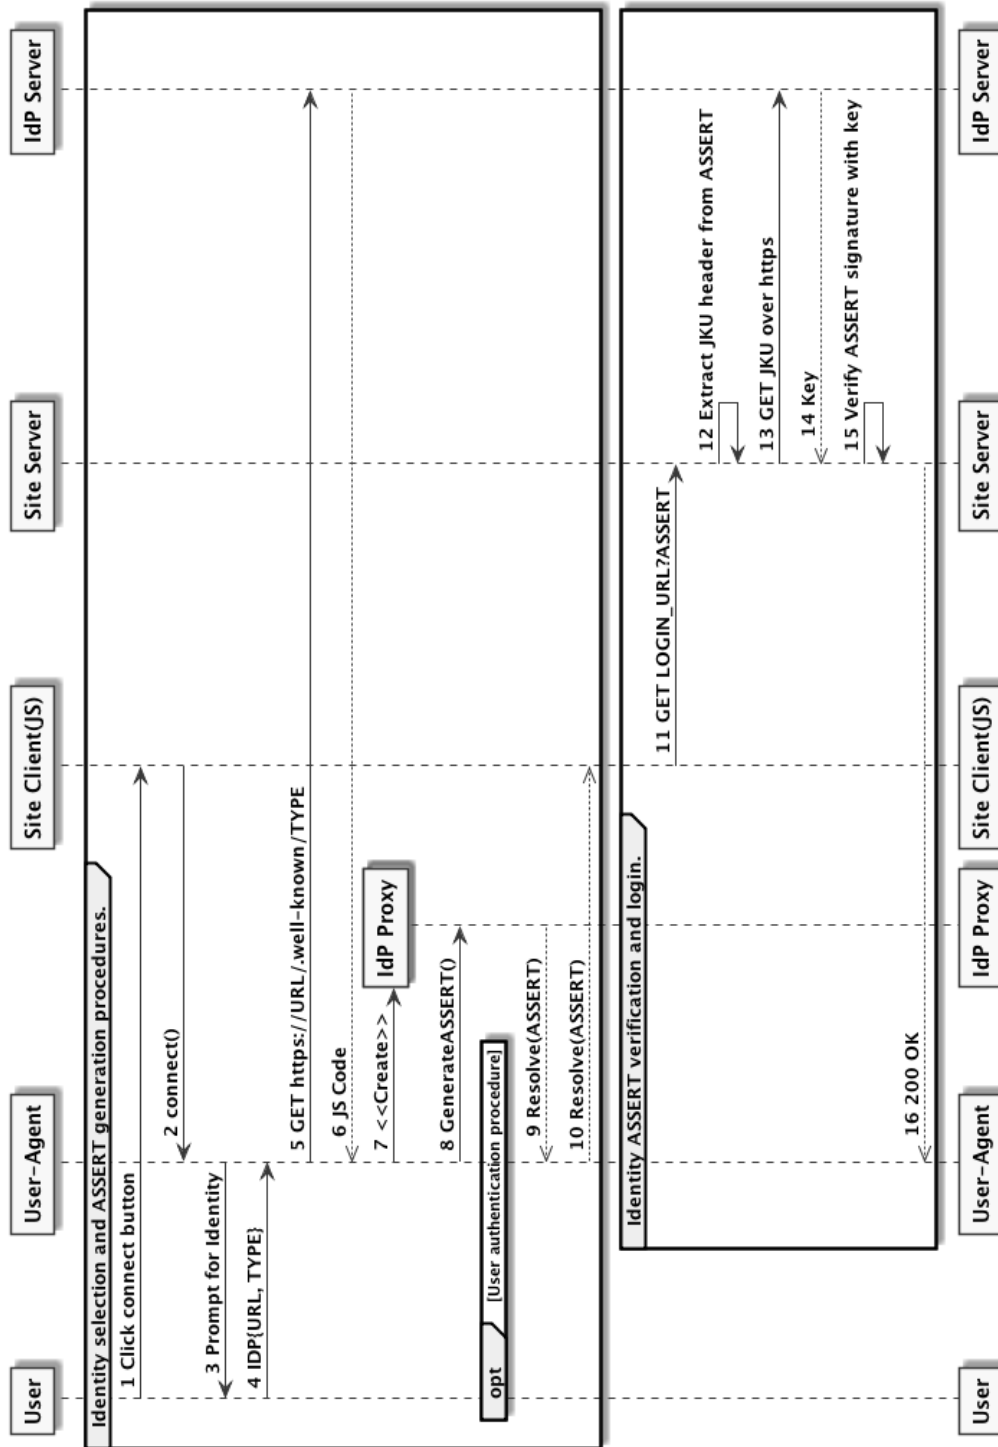 User
User-Agent
Site Client(JS)
Site Server
IdP Server
Identity selection and ASSERT generation procedures.
1 Click connect button
2 connect()
3 Prompt for Identity
4 IDP{URL, TYPE}
5 GET https://URL/.well-known/TYPE
6 JS Code
7 <<Create>>
IdP Proxy
8 GenerateASSERT()
opt
[User authentication procedure]
9 Resolve(ASSERT)
10 Resolve(ASSERT)
Identity ASSERT verification and login.
11 GET LOGIN_URL?ASSERT
12 Extract JKU header from ASSERT
13 GET JKU over https
14 Key
15 Verify ASSERT signature with key
16 200 OK
User
User-Agent
IdP Proxy
Site Client(JS)
Site Server
IdP Server